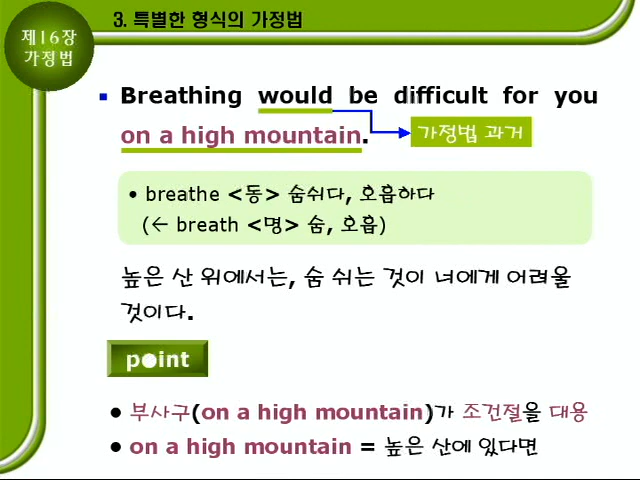 3. 특별한 형식의 가정법
제16장
가정법
Breathing would be difficult for you
on a high mountain.
가정법 과거
• breathe <동> 숨쉬다, 호흡하다
(← breath <명> 숨, 호흡)
높은 산 위에서는, 숨 쉬는 것이 너에게 어려울
것이다.
point
● 부사구(on a high mountain)가 조건절을 대용
● on a high mountain = 높은 산에 있다면